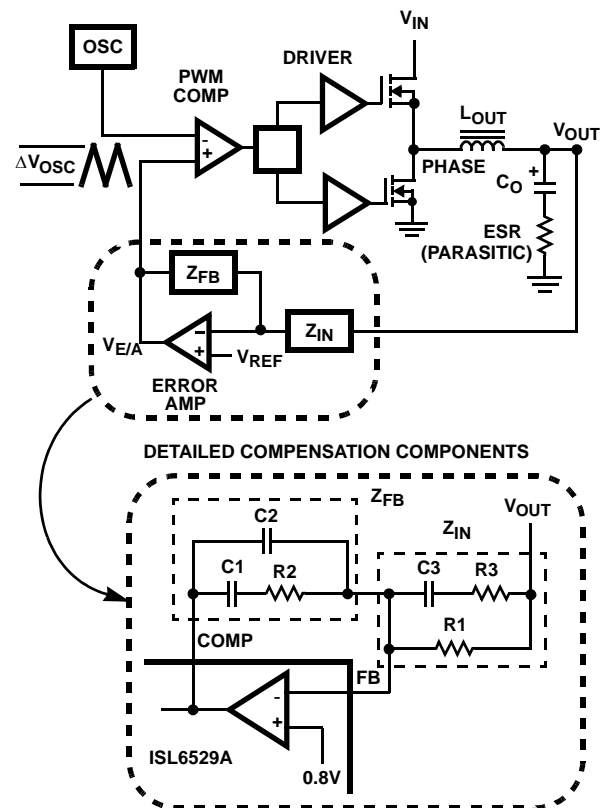 V_IN
OSC
DRIVER
PWM
COMP
L_OUT
V_OUT
-
+
ΔV_OSC
PHASE
C_O
+
ESR
(PARASITIC)
Z_FB
Z_IN
V_E/A
-
+
V_REF
ERROR
AMP
DETAILED COMPENSATION COMPONENTS
Z_FB
V_OUT
C2
Z_IN
C1
R2
C3
R3
R1
COMP
FB
-
+
ISL6529A
0.8V